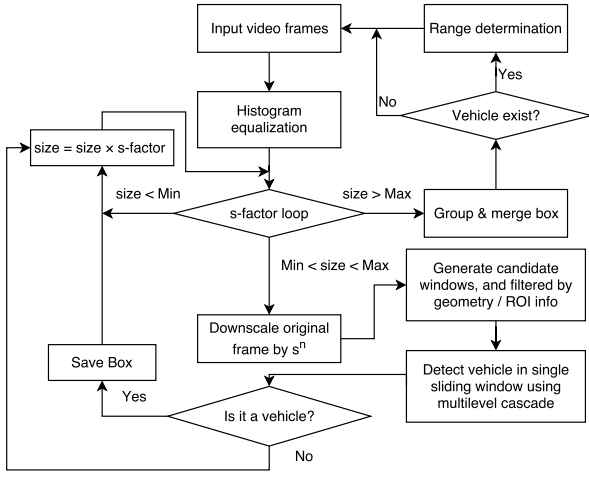 Input video frames
Range determination
Yes
No
Histogram
equalization
Vehicle exist?
size = size × s-factor
size < Min
s-factor loop
size > Max
Group & merge box
Min < size < Max
Generate candidate
windows, and filtered by
geometry / ROI info
Downscale original
frame by sⁿ
Save Box
Detect vehicle in single
sliding window using
multilevel cascade
Yes
Is it a vehicle?
No